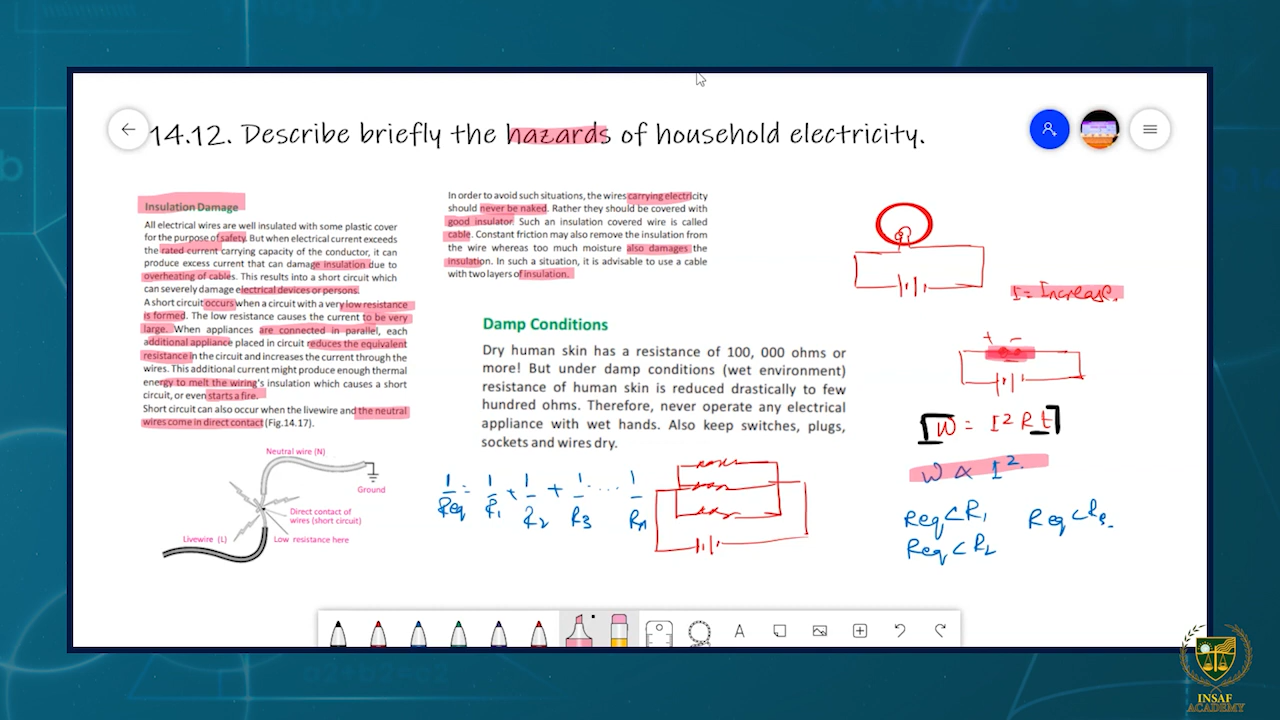 14.12. Describe briefly the hazards of household electricity.
Insulation Damage
All electrical wires are well insulated with some plastic cover
for the purpose of safety. But when electrical current exceeds
the rated current carrying capacity of the conductor, it can
produce excess current that can damage insulation due to
overheating of cables. This results into a short circuit which
can severely damage electrical devices or persons.
A short circuit occurs when a circuit with a very low resistance
is formed. The low resistance causes the current to be very
large. When appliances are connected in parallel, each
additional appliance placed in circuit reduces the equivalent
resistance in the circuit and increases the current through the
wires. This additional current might produce enough thermal
energy to melt the wiring's insulation which causes a short
circuit, or even starts a fire.
Short circuit can also occur when the livewire and the neutral
wires come in direct contact (Fig.14.17).
Neutral wire (N)
Ground
Direct contact of
wires (short circuit)
Livewire (L)
Low resistance here
In order to avoid such situations, the wires carrying electricity
should never be naked. Rather they should be covered with
good insulator. Such an insulation covered wire is called
cable. Constant friction may also remove the insulation from
the wire whereas too much moisture also damages the
insulation. In such a situation, it is advisable to use a cable
with two layers of insulation.
Damp Conditions
Dry human skin has a resistance of 100, 000 ohms or
more! But under damp conditions (wet environment)
resistance of human skin is reduced drastically to few
hundred ohms. Therefore, never operate any electrical
appliance with wet hands. Also keep switches, plugs,
sockets and wires dry.
1/Req = 1/R1 + 1/R2 + 1/R3 ..... 1/Rn
I = Increase.
+ -
W = I² R t
W ∝ I².
Req < R1
Req < R3.
Req < R2
A
INSAF
ACADEMY